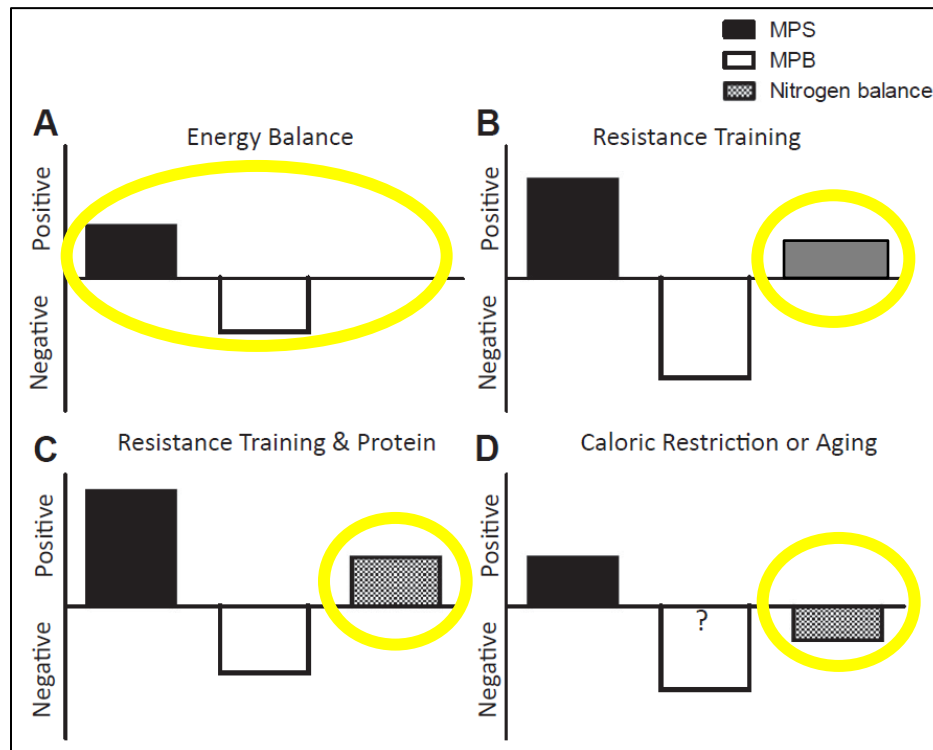 MPS
MPB
Nitrogen balance
A
Energy Balance
Positive
Negative
B
Resistance Training
Positive
Negative
C
Resistance Training & Protein
Positive
Negative
D
Caloric Restriction or Aging
Positive
Negative
?